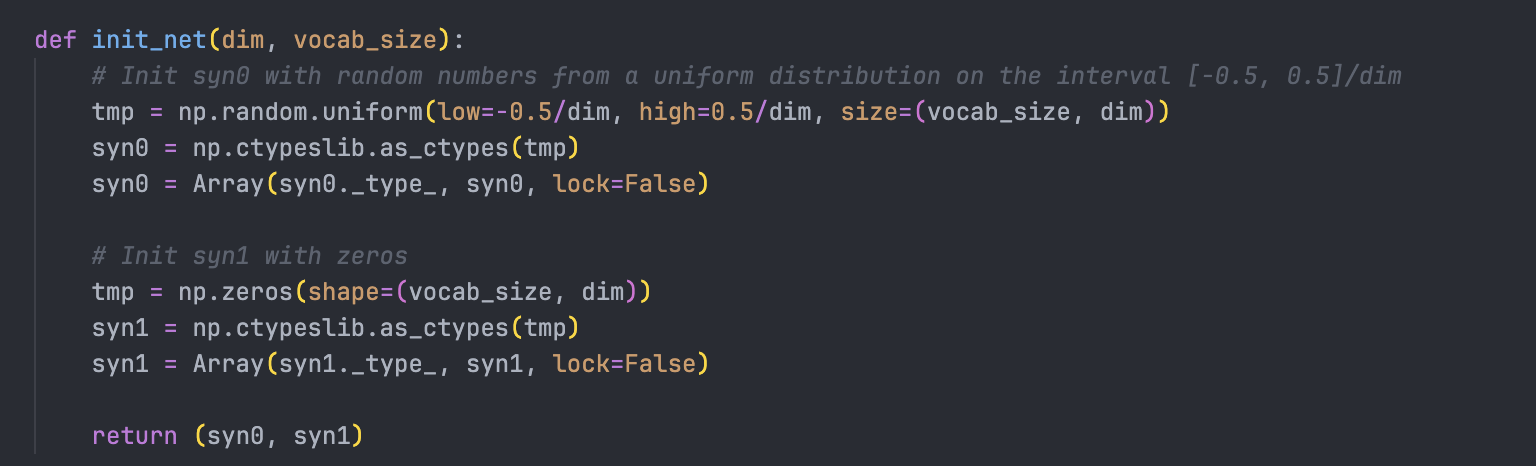 def init_net(dim, vocab_size):
    # Init syn0 with random numbers from a uniform distribution on the interval [-0.5, 0.5]/dim
    tmp = np.random.uniform(low=-0.5/dim, high=0.5/dim, size=(vocab_size, dim))
    syn0 = np.ctypeslib.as_ctypes(tmp)
    syn0 = Array(syn0._type_, syn0, lock=False)

    # Init syn1 with zeros
    tmp = np.zeros(shape=(vocab_size, dim))
    syn1 = np.ctypeslib.as_ctypes(tmp)
    syn1 = Array(syn1._type_, syn1, lock=False)

    return (syn0, syn1)